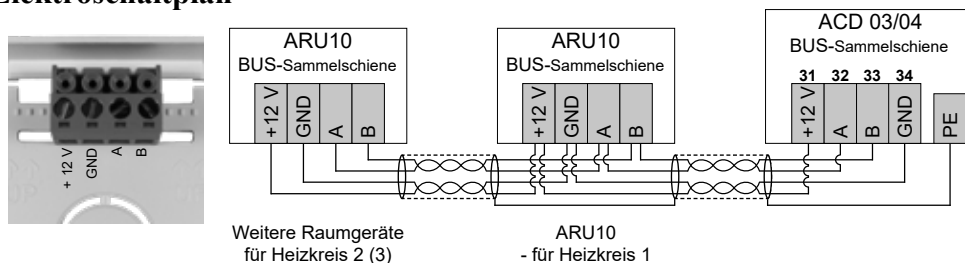 Elektroschaltplan
+ 12 V
GND
A
B
ARU10
BUS-Sammelschiene
+12 V
GND
A
B
Weitere Raumgeräte
für Heizkreis 2 (3)
ARU10
BUS-Sammelschiene
+12 V
GND
A
B
ARU10
- für Heizkreis 1
ACD 03/04
BUS-Sammelschiene
31 32 33 34
+12 V
A
B
GND
PE